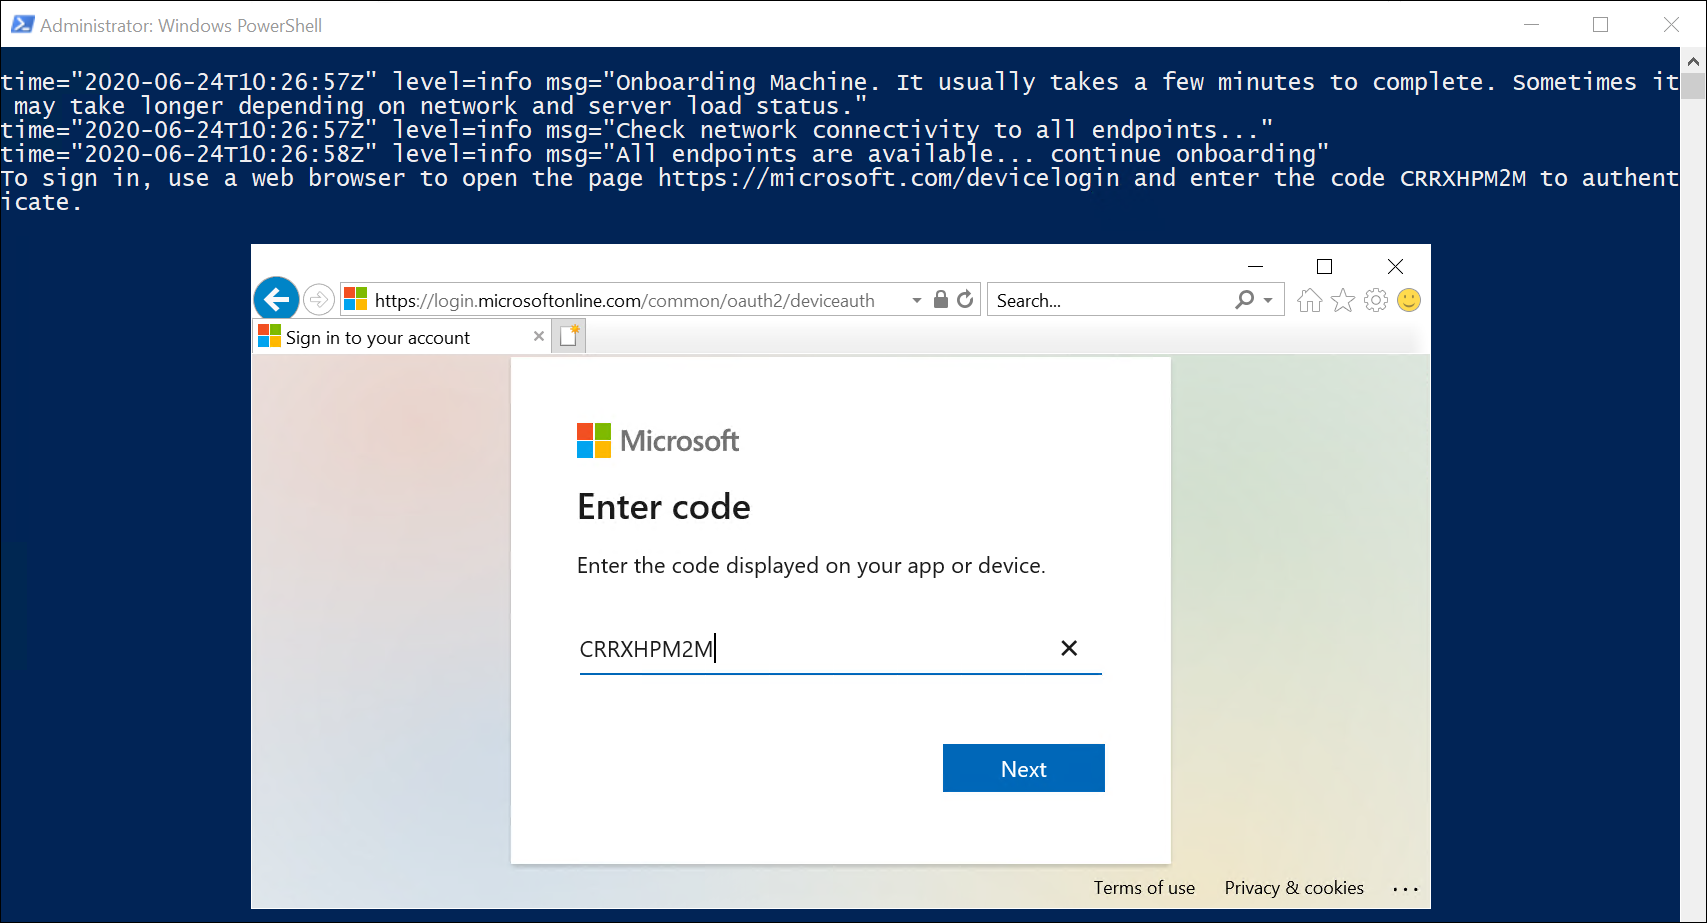 Administrator: Windows PowerShell
time="2020-06-24T10:26:57Z" level=info msg="Onboarding Machine. It usually takes a few minutes to complete. Sometimes it
 may take longer depending on network and server load status."
time="2020-06-24T10:26:57Z" level=info msg="Check network connectivity to all endpoints..."
time="2020-06-24T10:26:58Z" level=info msg="All endpoints are available... continue onboarding"
To sign in, use a web browser to open the page https://microsoft.com/devicelogin and enter the code CRRXHPM2M to authent
icate.
https://login.microsoftonline.com/common/oauth2/deviceauth Search...
Sign in to your account
Microsoft
Enter code
Enter the code displayed on your app or device.
CRRXHPM2M
Next
Terms of use Privacy & cookies ...